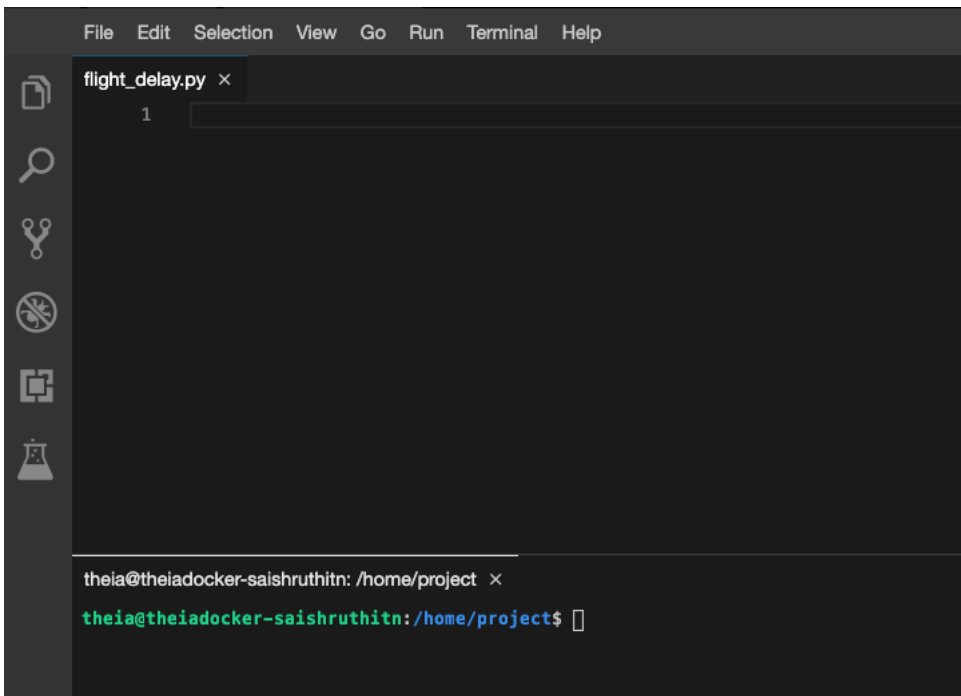 File Edit Selection View Go Run Terminal Help
flight_delay.py ×
1
theia@theiadocker-saishruthitn: /home/project ×
theia@theiadocker-saishruthitn:/home/project$